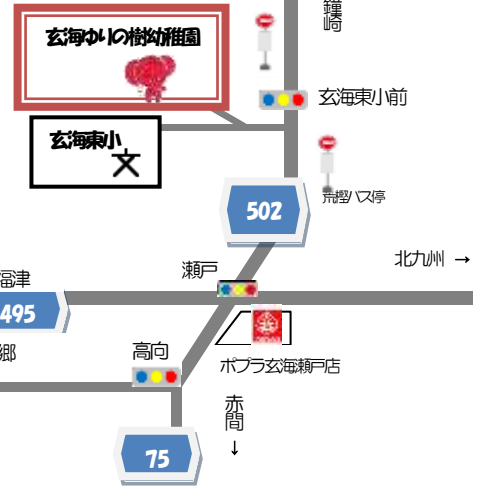 鐘崎
玄海ゆりの樹幼稚園
玄海東小前
玄海東小
文
荒樫バス停
502
北九州 →
瀬戸
福津
495
郷
高向
ポプラ玄海瀬戸店
赤間
↓
75